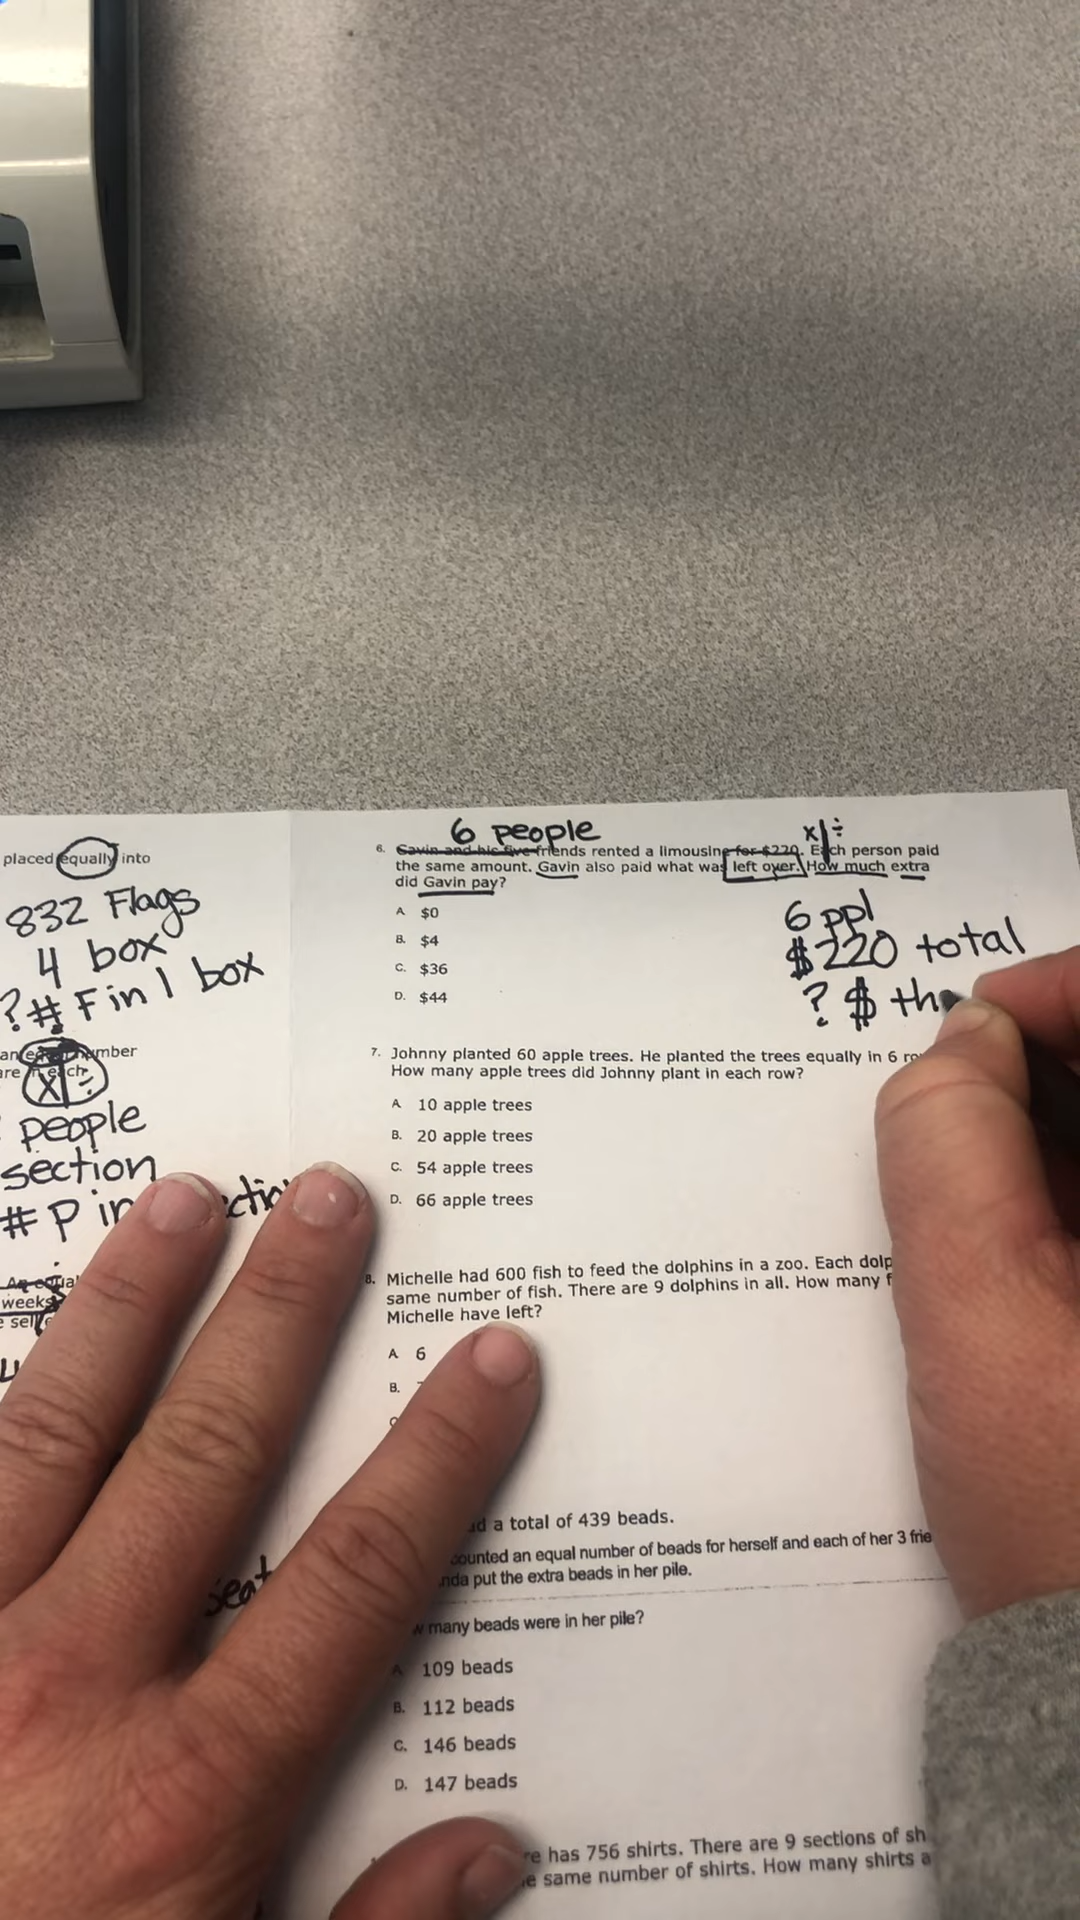 placed equally into
832 Flags
4 box
? # F in 1 box
number
each
x ÷
people
section
# P in
weeks
6 people
x ÷
6. Gavin and his five friends rented a limousine for $220. Each person paid
the same amount. Gavin also paid what was left over. How much extra
did Gavin pay?
A $0
B. $4
C. $36
D. $44
6 ppl
$220 total
? $ th
7. Johnny planted 60 apple trees. He planted the trees equally in 6
How many apple trees did Johnny plant in each row?
A 10 apple trees
B. 20 apple trees
C. 54 apple trees
D. 66 apple trees
8. Michelle had 600 fish to feed the dolphins in a zoo. Each
same number of fish. There are 9 dolphins in all. How many
Michelle have left?
A 6
B.
a total of 439 beads.
counted an equal number of beads for herself and each of her 3
put the extra beads in her pile.
many beads were in her pile?
A 109 beads
B. 112 beads
C. 146 beads
D. 147 beads
has 756 shirts. There are 9 sections of
same number of shirts. How many shirts